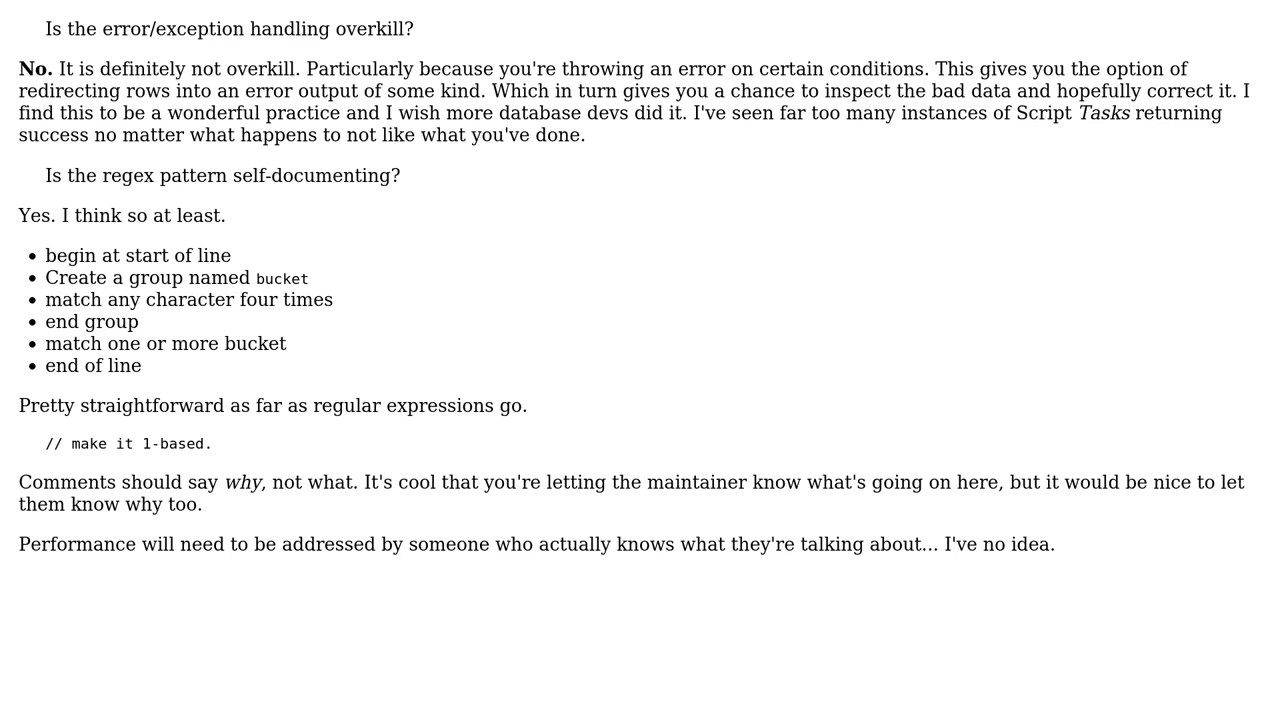 Is the error/exception handling overkill?
No. It is definitely not overkill. Particularly because you're throwing an error on certain conditions. This gives you the option of
redirecting rows into an error output of some kind. Which in turn gives you a chance to inspect the bad data and hopefully correct it. I
find this to be a wonderful practice and I wish more database devs did it. I've seen far too many instances of Script Tasks returning
success no matter what happens to not like what you've done.
Is the regex pattern self-documenting?
Yes. I think so at least.
• begin at start of line
• Create a group named bucket
• match any character four times
• end group
• match one or more bucket
• end of line
Pretty straightforward as far as regular expressions go.
// make it 1-based.
Comments should say why, not what. It's cool that you're letting the maintainer know what's going on here, but it would be nice to let
them know why too.
Performance will need to be addressed by someone who actually knows what they're talking about... I've no idea.